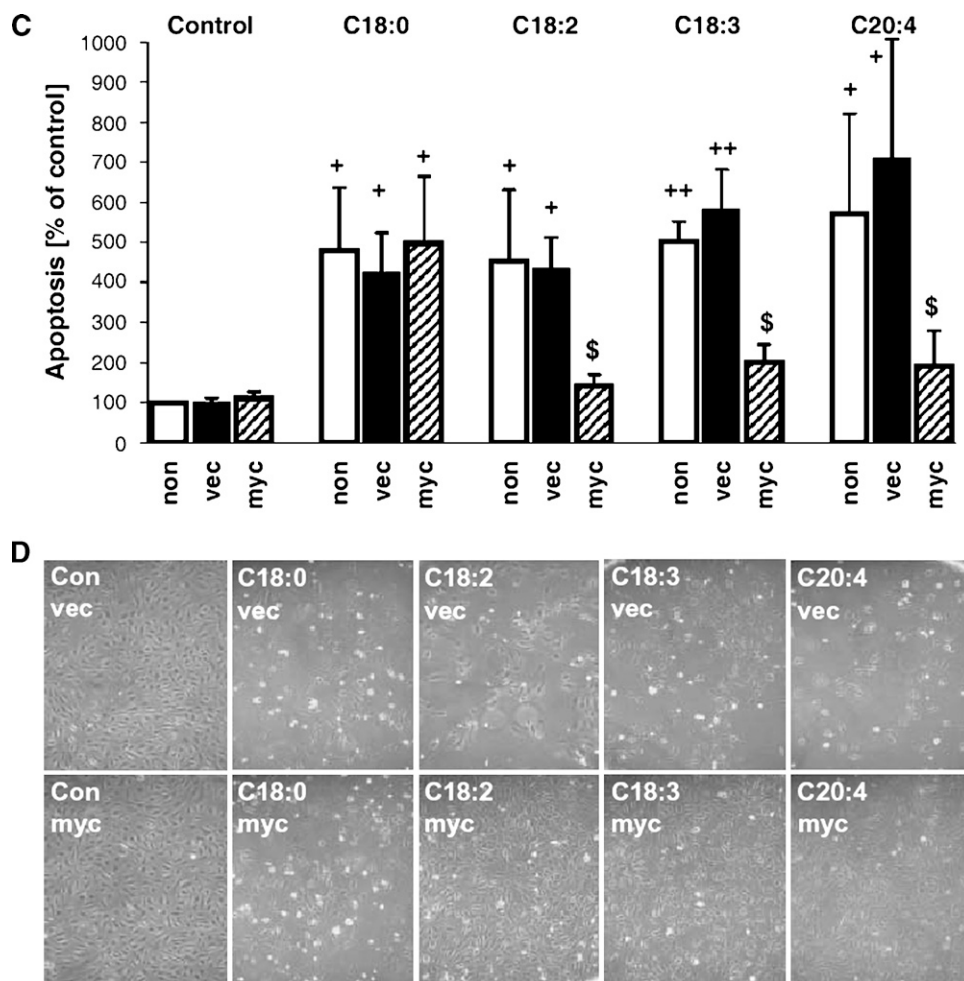 C
Control C18:0 C18:2 C18:3 C20:4
Apoptosis [% of control]
1000
900
800
700
600
500
400
300
200
100
0
+ + +
+ + $
++ ++ $
+ + $
non vec myc non vec myc non vec myc non vec myc non vec myc
D
Con C18:0 C18:2 C18:3 C20:4
vec vec vec vec vec
Con C18:0 C18:2 C18:3 C20:4
myc myc myc myc myc